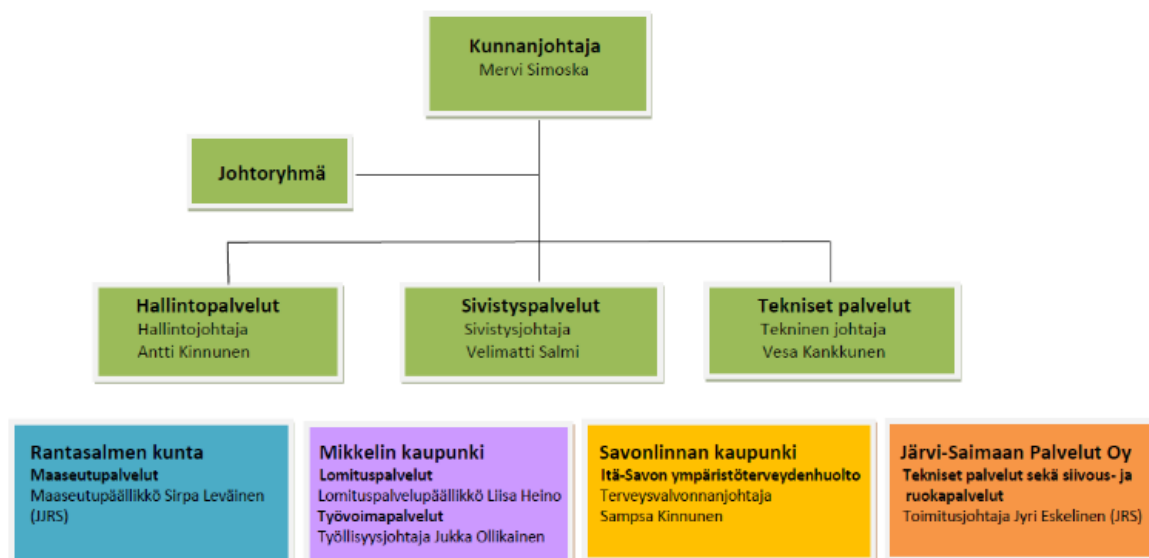 Kunnanjohtaja
Mervi Simoska
Johtoryhmä
Hallintopalvelut
Hallintojohtaja
Antti Kinnunen
Sivistyspalvelut
Sivistysjohtaja
Velimatti Salmi
Tekniset palvelut
Tekninen johtaja
Vesa Kankkunen
Rantasalmen kunta
Maaseutupalvelut
Maaseutupäällikkö Sirpa Leväinen
(JJRS)
Mikkelin kaupunki
Lomituspalvelut
Lomituspalvelupäällikkö Liisa Heino
Työvoimapalvelut
Työllisyysjohtaja Jukka Ollikainen
Savonlinnan kaupunki
Itä-Savon ympäristöterveydenhuolto
Terveysvalvonnanjohtaja
Sampsa Kinnunen
Järvi-Saimaan Palvelut Oy
Tekniset palvelut sekä siivous- ja
ruokapalvelut
Toimitusjohtaja Jyri Eskelinen (JRS)